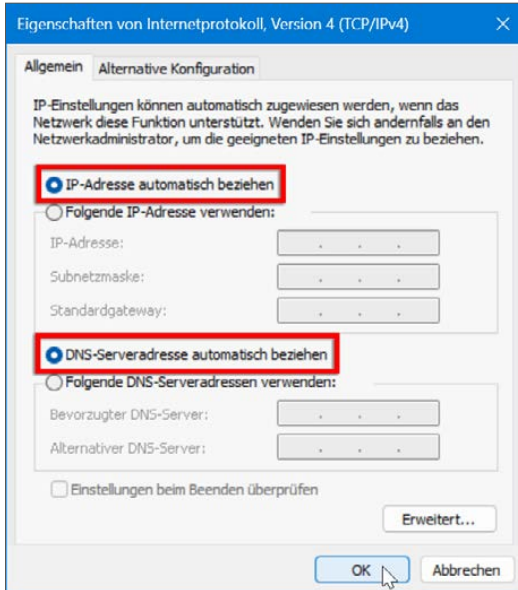 Eigenschaften von Internetprotokoll, Version 4 (TCP/IPv4)
Allgemein
Alternative Konfiguration
IP-Einstellungen können automatisch zugewiesen werden, wenn das
Netzwerk diese Funktion unterstützt. Wenden Sie sich andernfalls an den
Netzwerkadministrator, um die geeigneten IP-Einstellungen zu beziehen.
IP-Adresse automatisch beziehen
Folgende IP-Adresse verwenden:
IP-Adresse:
Subnetzmaske:
Standardgateway:
DNS-Serveradresse automatisch beziehen
Folgende DNS-Serveradressen verwenden:
Bevorzugter DNS-Server:
Alternativer DNS-Server:
Einstellungen beim Beenden überprüfen
Erweitert...
OK
Abbrechen